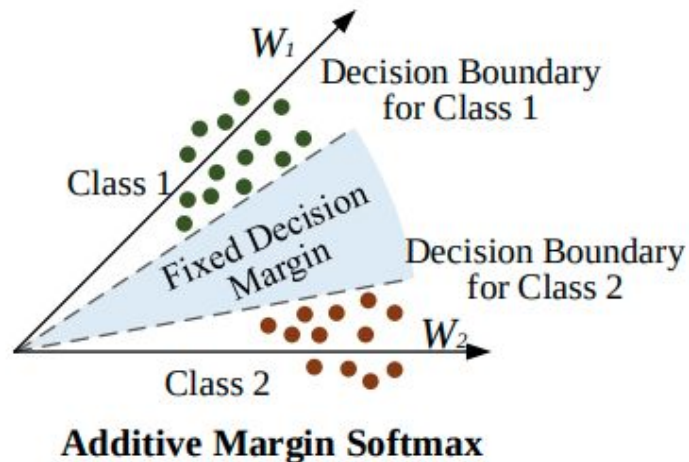 W1
Decision Boundary
for Class 1
Class 1
Fixed Decision
Margin
Decision Boundary
for Class 2
W2
Class 2
Additive Margin Softmax